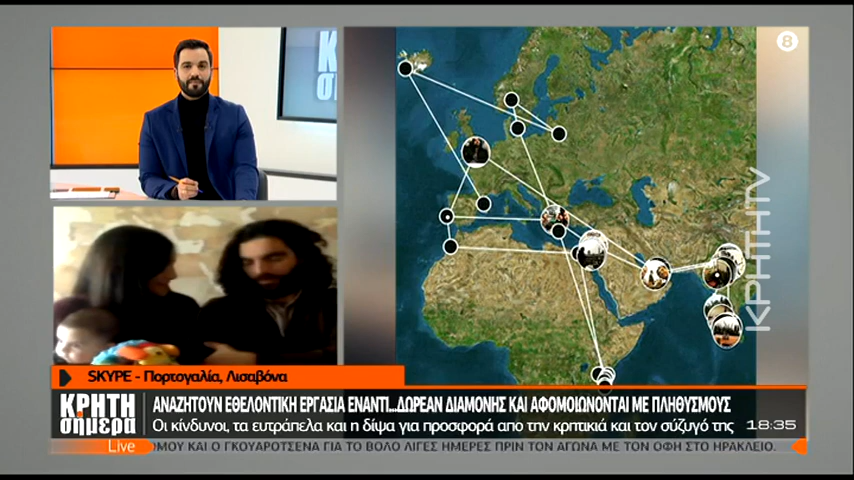 ΚΡΗΤΗ TV
SKYPE - Πορτογαλία, Λισαβόνα
ΚΡΗΤΗ
σήμερα
ΑΝΑΖΗΤΟΥΝ ΕΘΕΛΟΝΤΙΚΗ ΕΡΓΑΣΙΑ ΕΝΑΝΤΙ...ΔΩΡΕΑΝ ΔΙΑΜΟΝΗΣ ΚΑΙ ΑΦΟΜΟΙΩΝΟΝΤΑΙ ΜΕ ΠΛΗΘΥΣΜΟΥΣ
Οι κίνδυνοι, τα ευτράπελα και η δίψα για προσφορά από την κρητικιά και τον σύζυγό της
18:35
Live
ΟΜΟΥ ΚΑΙ Ο ΓΚΟΥΑΡΟΤΣΕΝΑ ΓΙΑ ΤΟ ΒΟΛΟ ΛΙΓΕΣ ΗΜΕΡΕΣ ΠΡΙΝ ΤΟΝ ΑΓΩΝΑ ΜΕ ΤΟΝ ΟΦΗ ΣΤΟ ΗΡΑΚΛΕΙΟ.
8